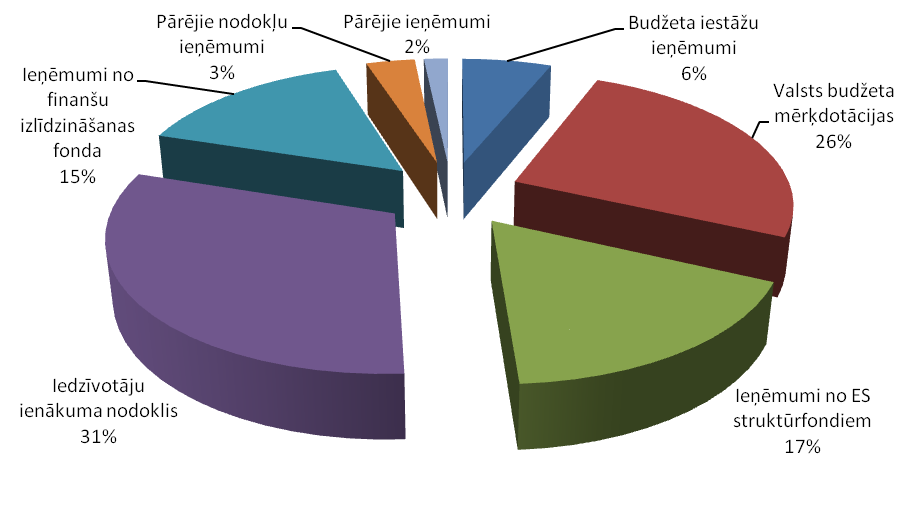 Pārējie nodokļu
ieņēmumi
3%
Pārējie ieņēmumi
2%
Budžeta iestāžu
ieņēmumi
6%
Valsts budžeta
mērķdotācijas
26%
Ieņēmumi no
finanšu
izlīdzināšanas
fonda
15%
Iedzīvotāju
ienākuma nodoklis
31%
Ieņēmumi no ES
struktūrfondiem
17%